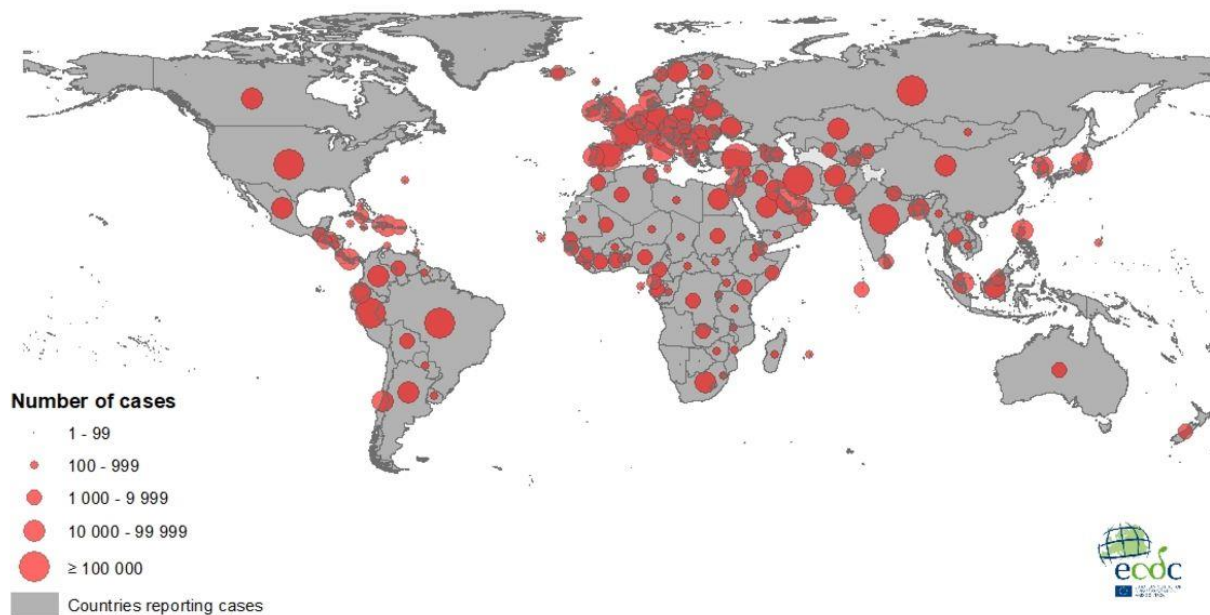 Number of cases
1 - 99
100 - 999
1 000 - 9 999
10 000 - 99 999
≥ 100 000
Countries reporting cases
ecdc